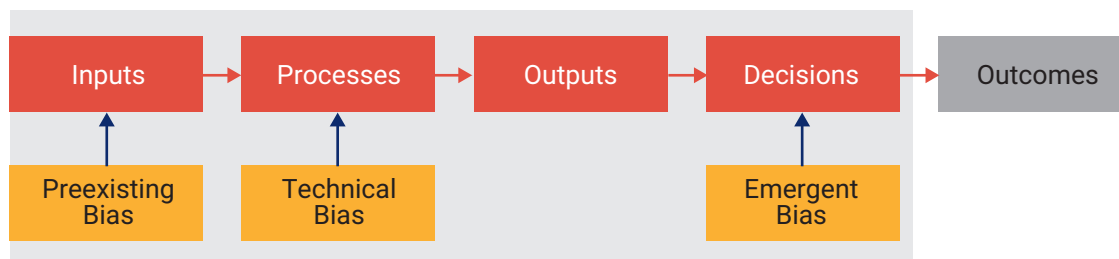 Inputs
Processes
Outputs
Decisions
Outcomes
Preexisting
Bias
Technical
Bias
Emergent
Bias